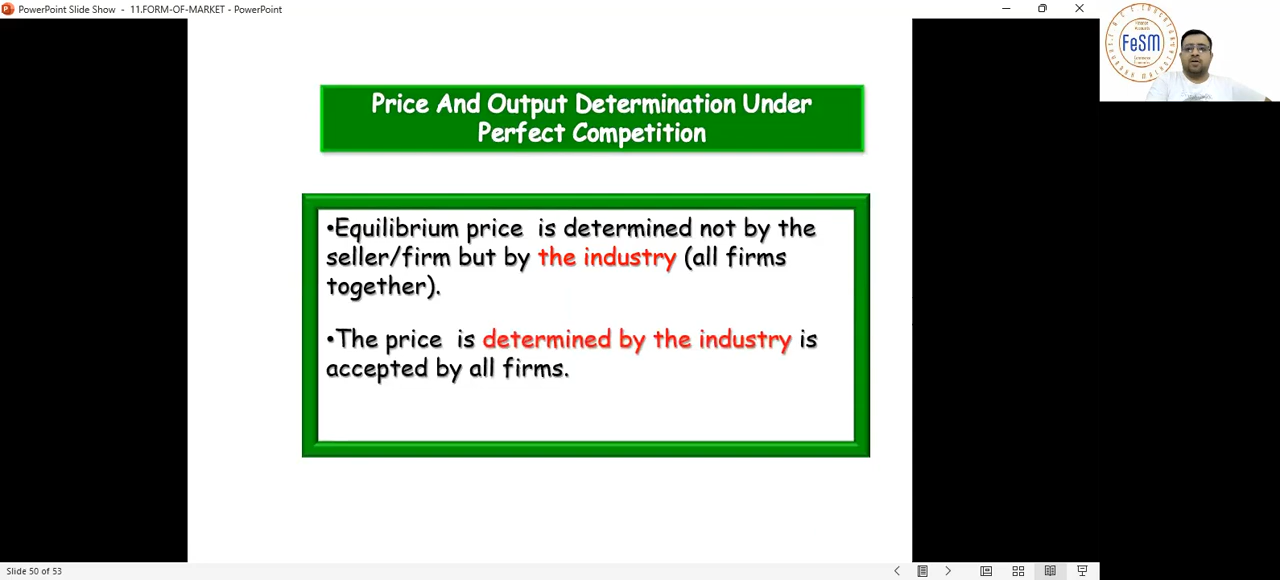 PowerPoint Slide Show - 11.FORM-OF-MARKET - PowerPoint
FeSM
Price And Output Determination Under
Perfect Competition
•Equilibrium price is determined not by the
seller/firm but by the industry (all firms
together).
•The price is determined by the industry is
accepted by all firms.
Slide 50 of 53